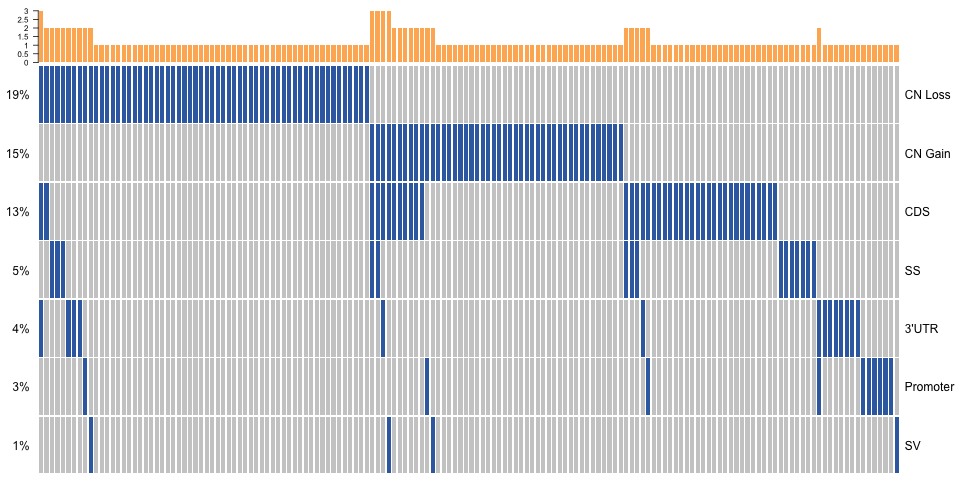 3
2.5
2
1.5
1
0.5
0
19% CN Loss
15% CN Gain
13% CDS
5% SS
4% 3'UTR
3% Promoter
1% SV